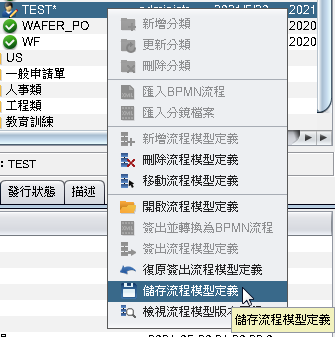 TEST*
administr
2021/5/20
2021
WAFER_PO
2020
WF
2020
US
一般申請單
人事類
工程類
教育訓練
: TEST
發行狀態
描述
新增分類
更新分類
刪除分類
匯入BPMN流程
匯入分鏡檔案
新增流程模型定義
刪除流程模型定義
移動流程模型定義
開啟流程模型定義
簽出並轉換為BPMN流程
簽出流程模型定義
復原簽出流程模型定義
儲存流程模型定義
檢視流程模型版本
儲存流程模型定義